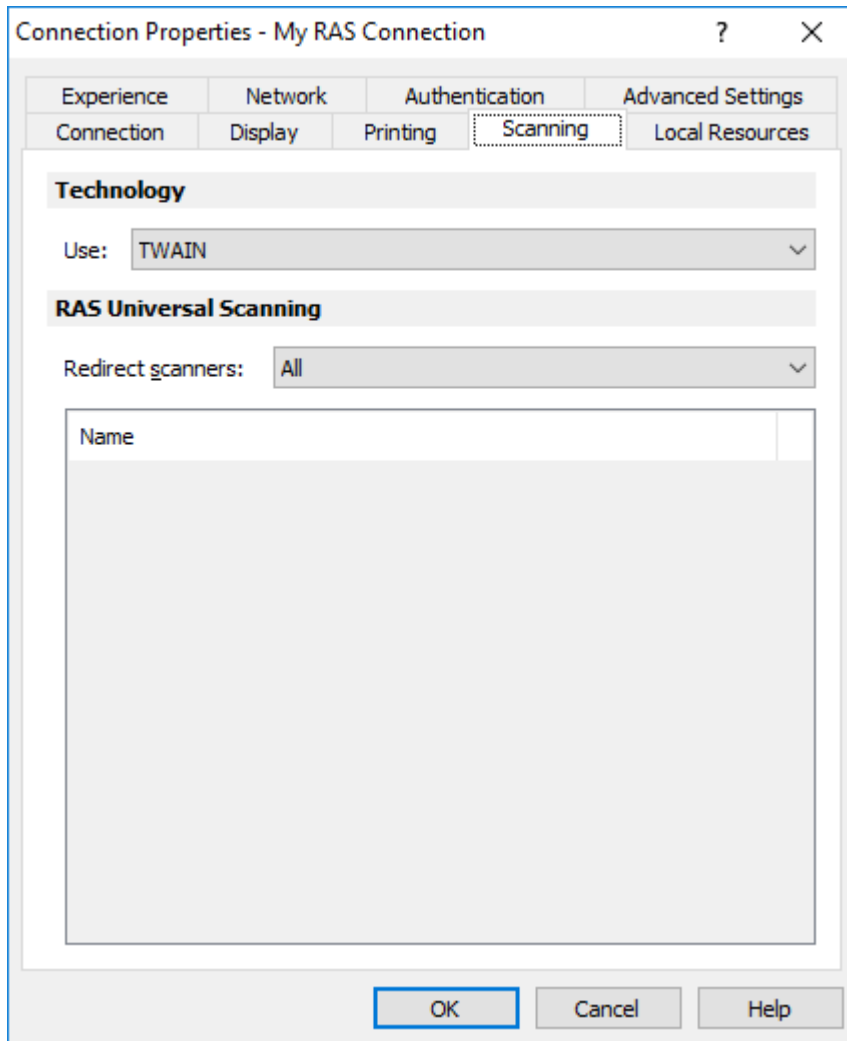 Connection Properties - My RAS Connection ?
Experience Network Authentication Advanced Settings
Connection Display Printing Scanning Local Resources
Technology
Use: TWAIN
RAS Universal Scanning
Redirect scanners: All
Name
OK Cancel Help